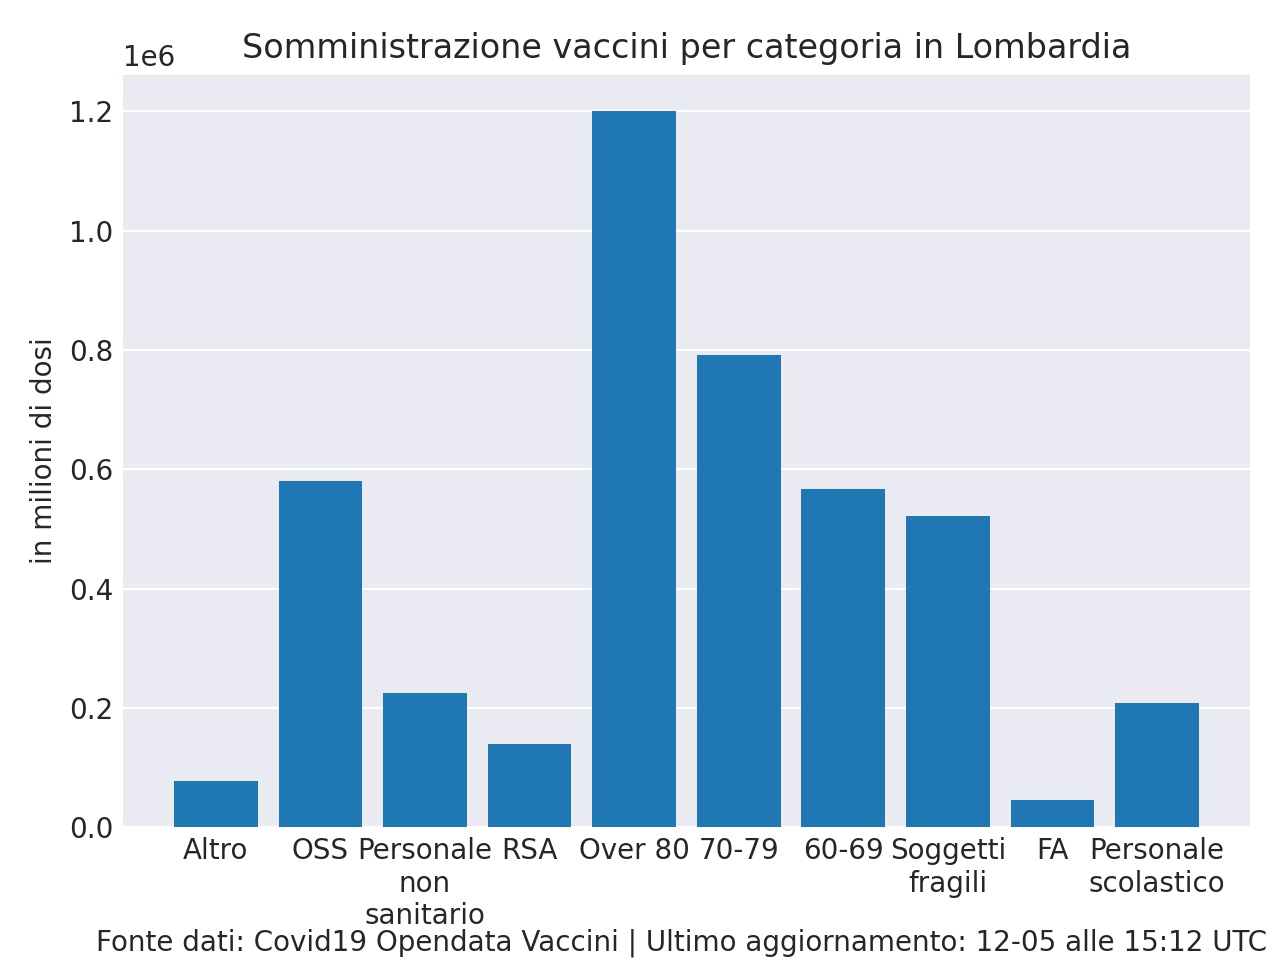 Somministrazione vaccini per categoria in Lombardia
1e6
1.2
1.0
0.8
0.6
0.4
0.2
0.0
in milioni di dosi
Altro OSS Personale RSA Over 80 70-79 60-69 Soggetti FA Personale
non fragili scolastico
sanitario
Fonte dati: Covid19 Opendata Vaccini | Ultimo aggiornamento: 12-05 alle 15:12 UTC